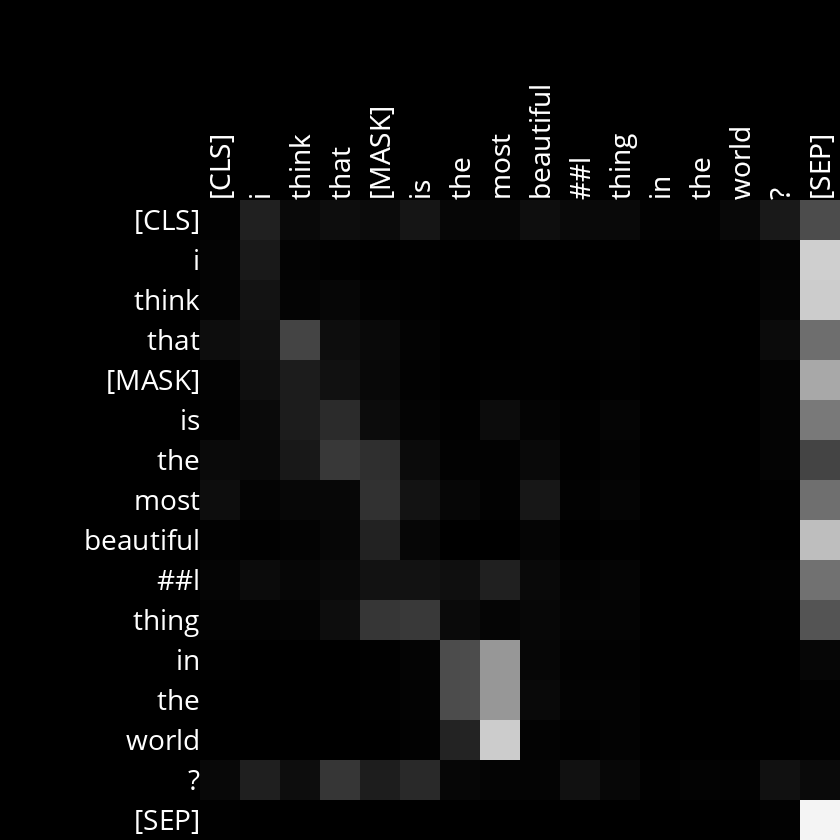 [CLS] i think that [MASK] is the most beautiful ##l thing in the world ? [SEP]
[CLS]
i
think
that
[MASK]
is
the
most
beautiful
##l
thing
in
the
world
?
[SEP]